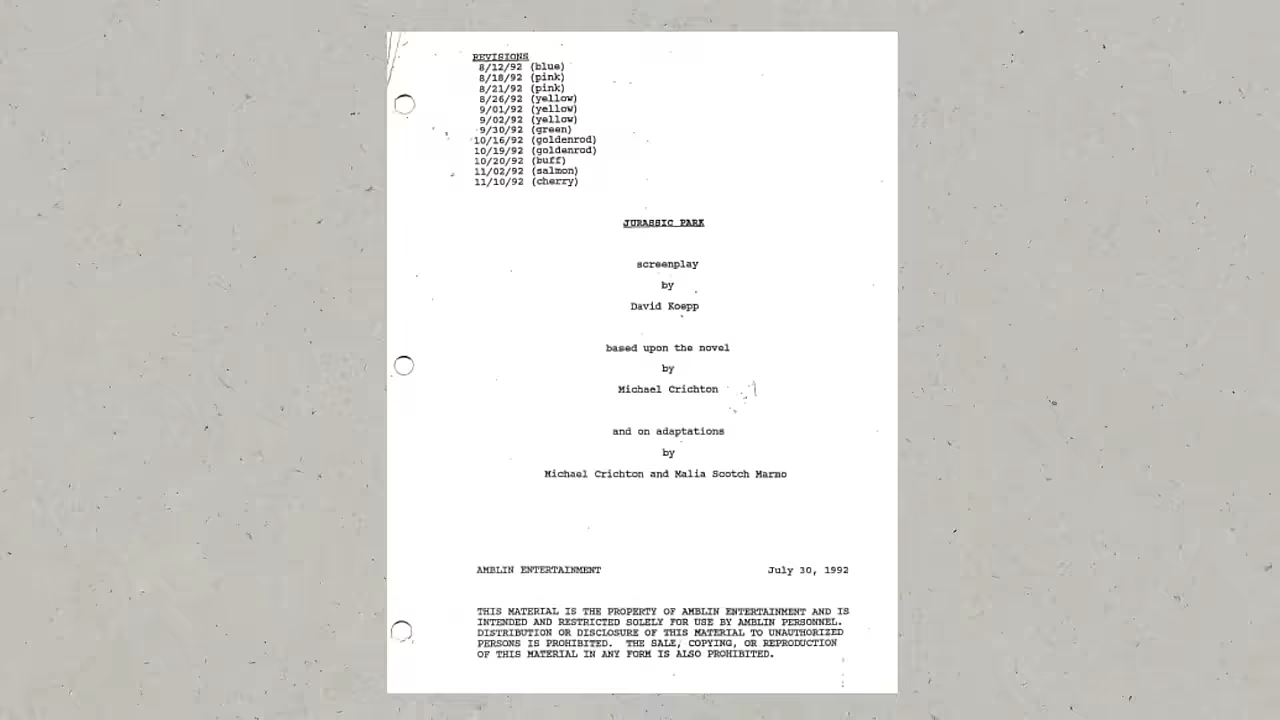 REVISIONS
8/12/92 (blue)
8/18/92 (pink)
8/21/92 (pink)
8/26/92 (yellow)
9/01/92 (yellow)
9/02/92 (yellow)
9/30/92 (green)
10/16/92 (goldenrod)
10/19/92 (goldenrod)
10/20/92 (buff)
11/02/92 (salmon)
11/10/92 (cherry)
JURASSIC PARK
screenplay
by
David Koepp
based upon the novel
by
Michael Crichton
and on adaptations
by
Michael Crichton and Malia Scotch Marmo
AMBLIN ENTERTAINMENT July 30, 1992
THIS MATERIAL IS THE PROPERTY OF AMBLIN ENTERTAINMENT AND IS
INTENDED AND RESTRICTED SOLELY FOR USE BY AMBLIN PERSONNEL.
DISTRIBUTION OR DISCLOSURE OF THIS MATERIAL TO UNAUTHORIZED
PERSONS IS PROHIBITED. THE SALE, COPYING, OR REPRODUCTION
OF THIS MATERIAL IN ANY FORM IS ALSO PROHIBITED.